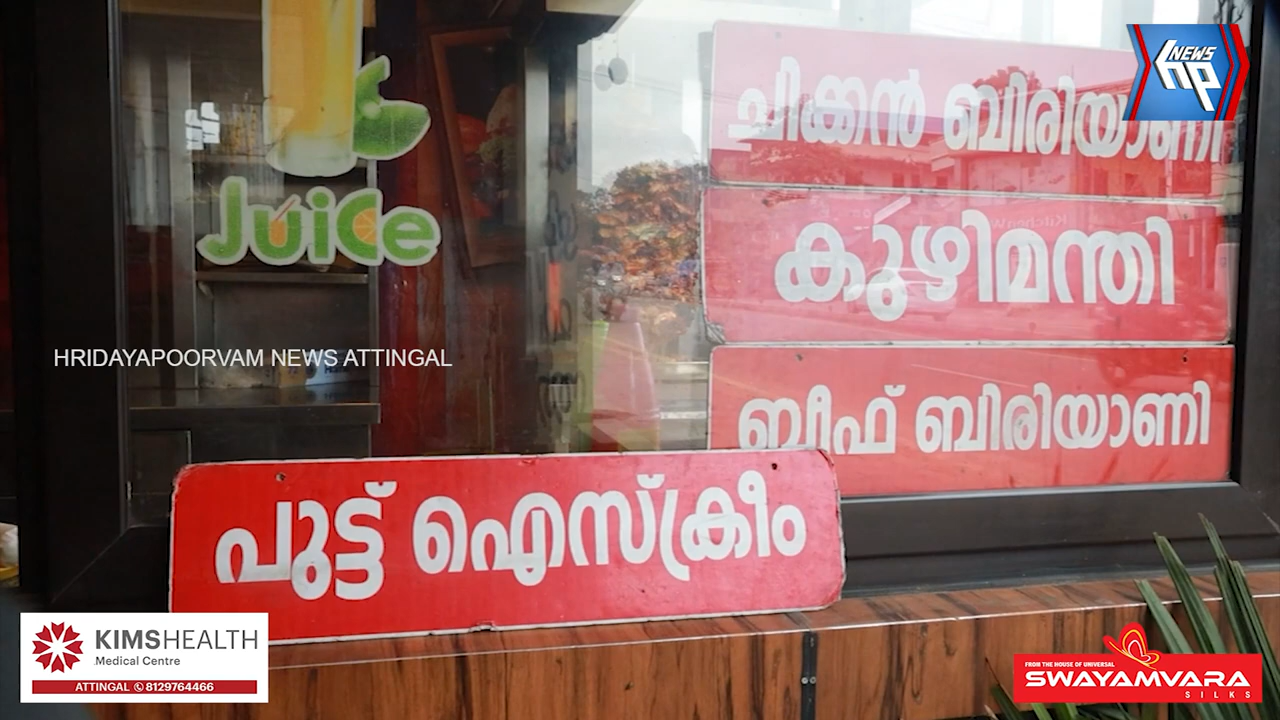 NEWS
hp
ചിക്കൻ ബിരിയാണി
Juice
കുഴിമന്തി
HRIDAYAPOORVAM NEWS ATTINGAL
ബീഫ് ബിരിയാണി
പുട്ട് ഐസ്ക്രീം
KIMSHEALTH
Medical Centre
ATTINGAL 8129764466
FROM THE HOUSE OF UNIVERSAL
SWAYAMVARA
SILKS